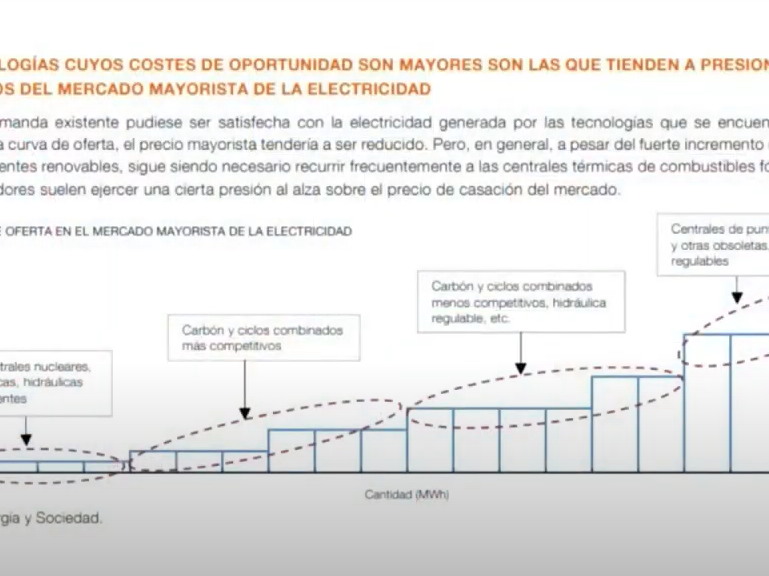 LOGÍAS CUYOS COSTES DE OPORTUNIDAD SON MAYORES SON LAS QUE TIENDEN A PRESION
OS DEL MERCADO MAYORISTA DE LA ELECTRICIDAD
manda existente pudiese ser satisfecha con la electricidad generada por las tecnologías que se encuen
a curva de oferta, el precio mayorista tendería a ser reducido. Pero, en general, a pesar del fuerte incremento
entes renovables, sigue siendo necesario recurrir frecuentemente a las centrales térmicas de combustibles fó
dores suelen ejercer una cierta presión al alza sobre el precio de casación del mercado.
E OFERTA EN EL MERCADO MAYORISTA DE LA ELECTRICIDAD
Centrales de pun
y otras obsoletas,
regulables
Carbón y ciclos combinados
menos competitivos, hidráulica
regulable, etc.
Carbón y ciclos combinados
más competitivos
trales nucleares,
cas, hidráulicas
entes
Cantidad (MWh)
rgía y Sociedad.